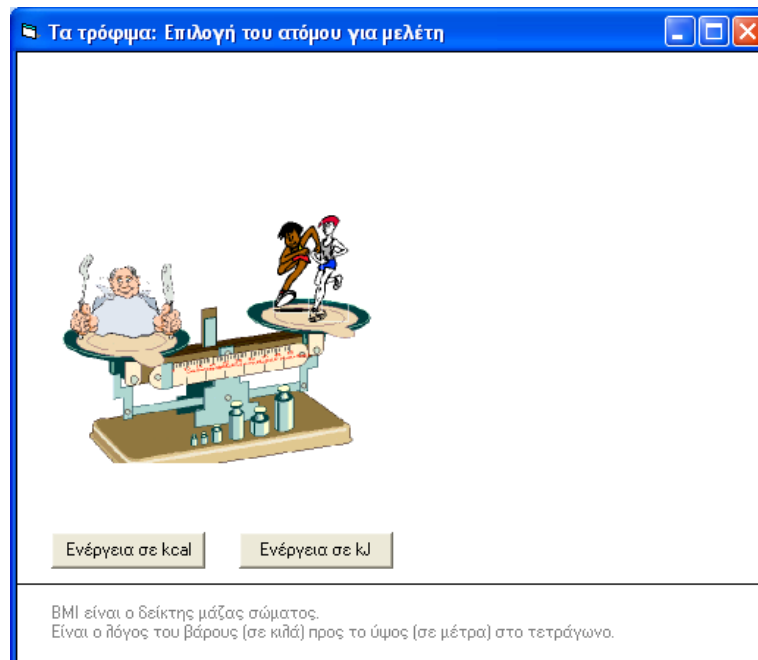 Τα τρόφιμα: Επιλογή του ατόμου για μελέτη
Ενέργεια σε kcal
Ενέργεια σε kJ
BMI είναι ο δείκτης μάζας σώματος.
Είναι ο λόγος του βάρους (σε κιλά) προς το ύψος (σε μέτρα) στο τετράγωνο.